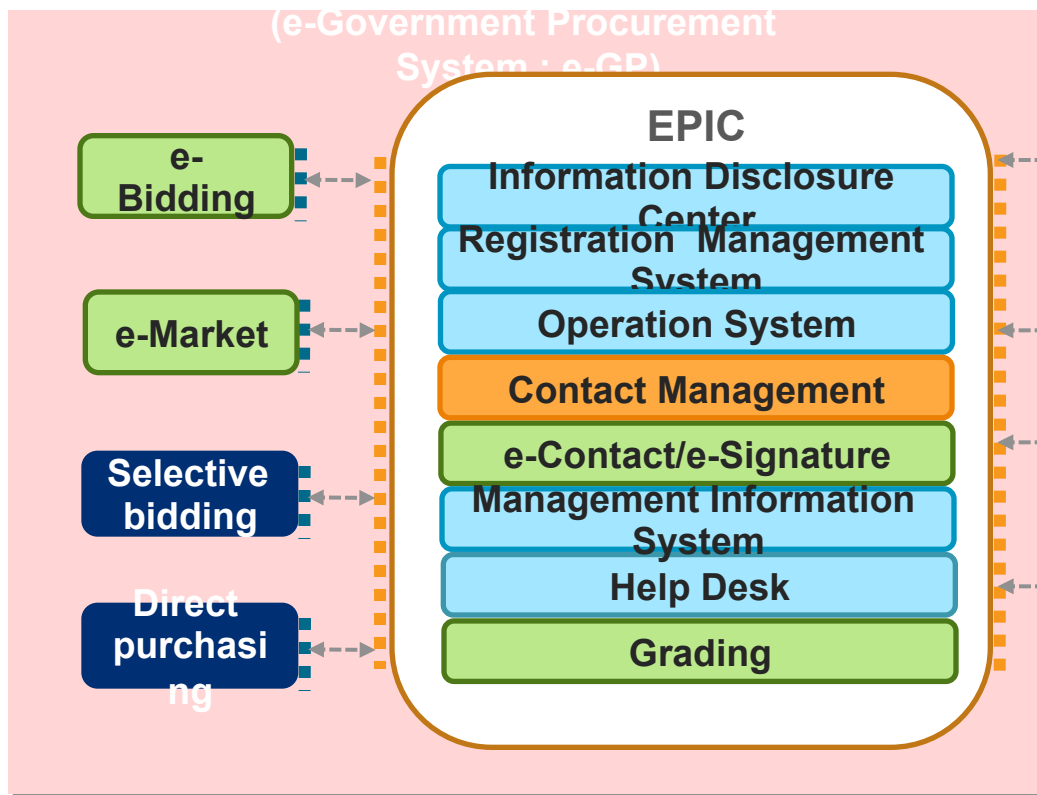 (e-Government Procurement
System : e-GP)
EPIC
e-
Bidding
e-Market
Selective
bidding
Direct
purchasi
ng
Information Disclosure
Center
Registration Management
System
Operation System
Contact Management
e-Contact/e-Signature
Management Information
System
Help Desk
Grading